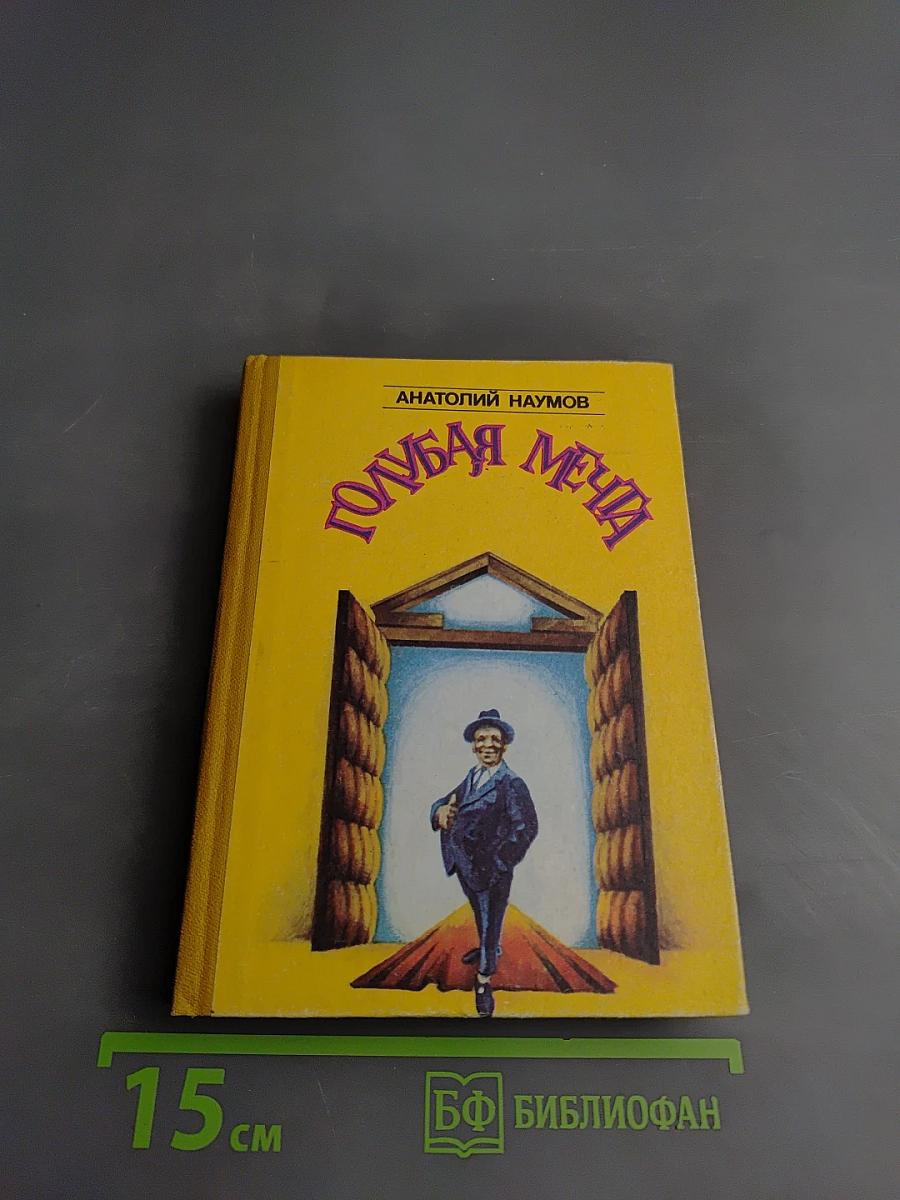 АНАТОЛИЙ НАУМОВ
ГОЛУБАЯ МЕЧТА
15 см
БФ БИБЛИОФАН